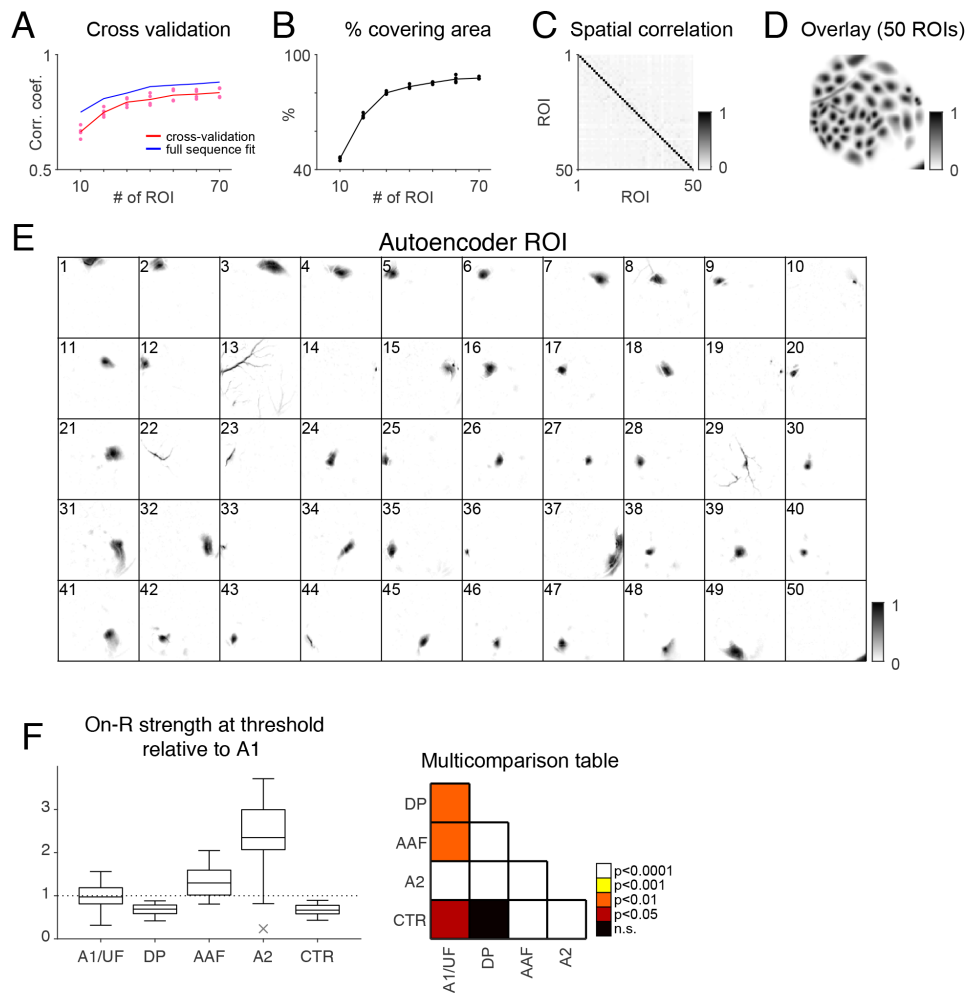 A Cross validation
1
Corr. coef.
0.5
cross-validation
full sequence fit
10 70
# of ROI
B % covering area
100
%
40
10 70
# of ROI
C Spatial correlation
1
ROI
50
1 50
ROI
1
0
D Overlay (50 ROIs)
1
0
E Autoencoder ROI
1 2 3 4 5 6 7 8 9 10
11 12 13 14 15 16 17 18 19 20
21 22 23 24 25 26 27 28 29 30
31 32 33 34 35 36 37 38 39 40
41 42 43 44 45 46 47 48 49 50
1
0
F On-R strength at threshold
relative to A1
3
2
1
0
A1/UF DP AAF A2 CTR
Multicomparison table
DP
AAF
A2
CTR
A1/UF DP AAF A2
p<0.0001
p<0.001
p<0.01
p<0.05
n.s.